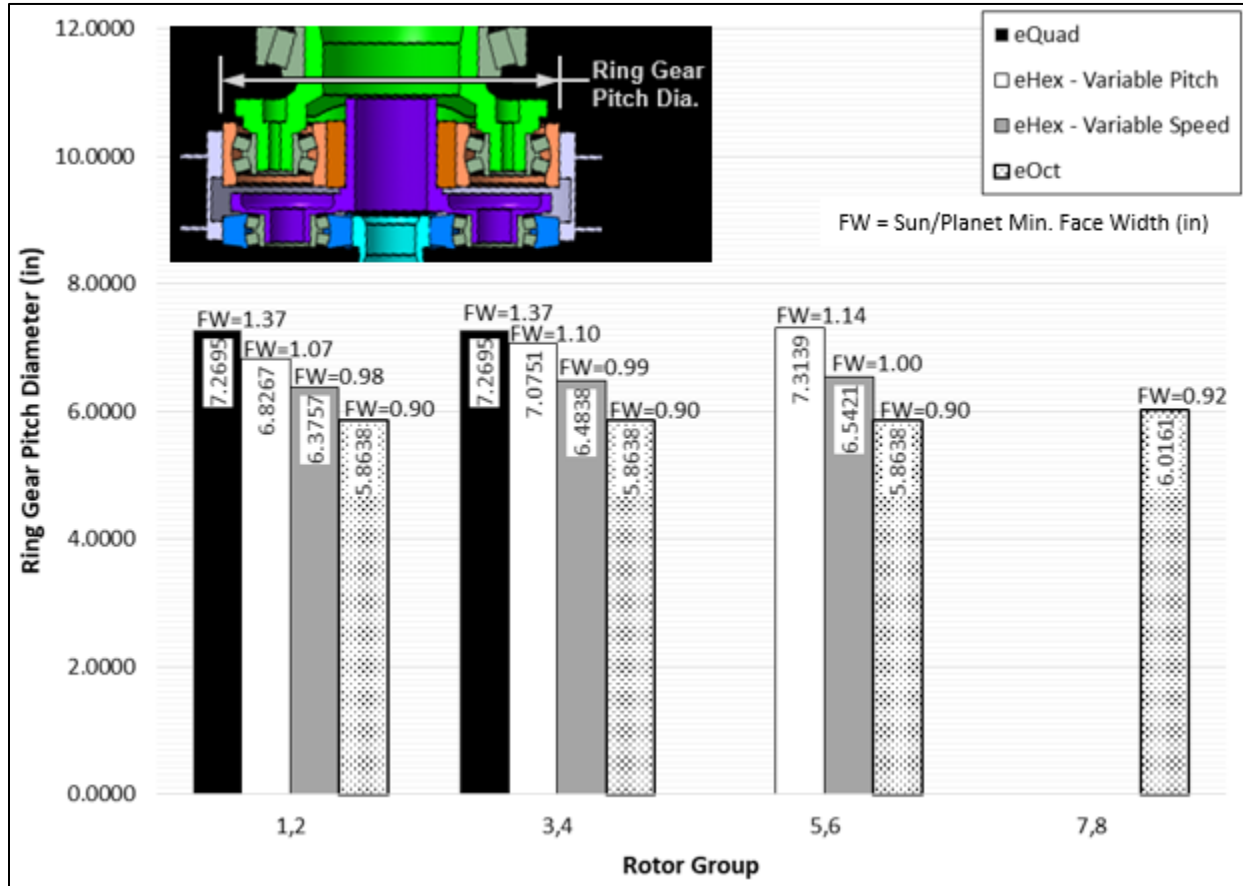 12.0000
10.0000
8.0000
6.0000
4.0000
2.0000
0.0000
Ring Gear Pitch Diameter (in)
Ring Gear
Pitch Dia.
eQuad
eHex - Variable Pitch
eHex - Variable Speed
eOct
FW = Sun/Planet Min. Face Width (in)
FW=1.37
7.2695
FW=1.07
6.8267
FW=0.98
6.3757
FW=0.90
5.8638
FW=1.37
7.2695
FW=1.10
7.0751
FW=0.99
6.4838
FW=0.90
5.8638
FW=1.14
7.3139
FW=1.00
6.5421
FW=0.90
5.8638
FW=0.92
6.0161
1,2
3,4
5,6
7,8
Rotor Group